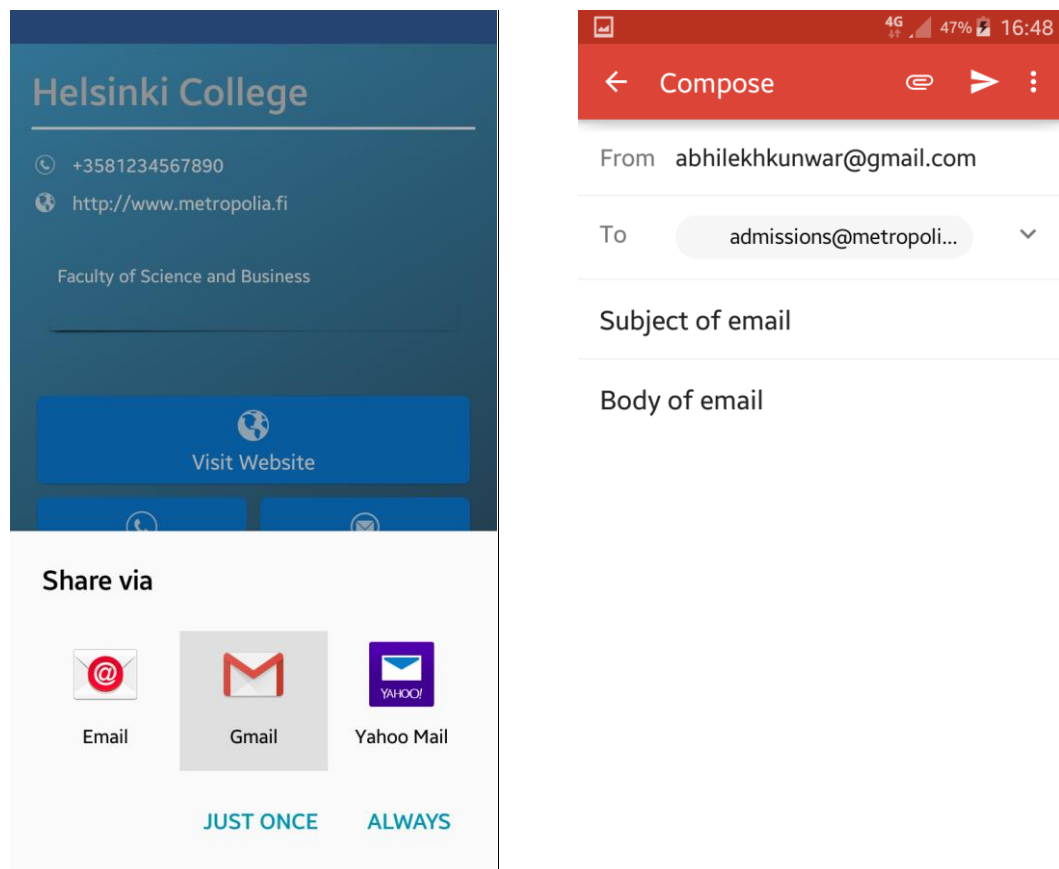 Helsinki College
+3581234567890
http://www.metropolia.fi
Faculty of Science and Business
Visit Website
Share via
@
YAHOO!
Email Gmail Yahoo Mail
JUST ONCE ALWAYS
4G 47% 16:48
Compose
From abhilekhkunwar@gmail.com
To admissions@metropoli...
Subject of email
Body of email